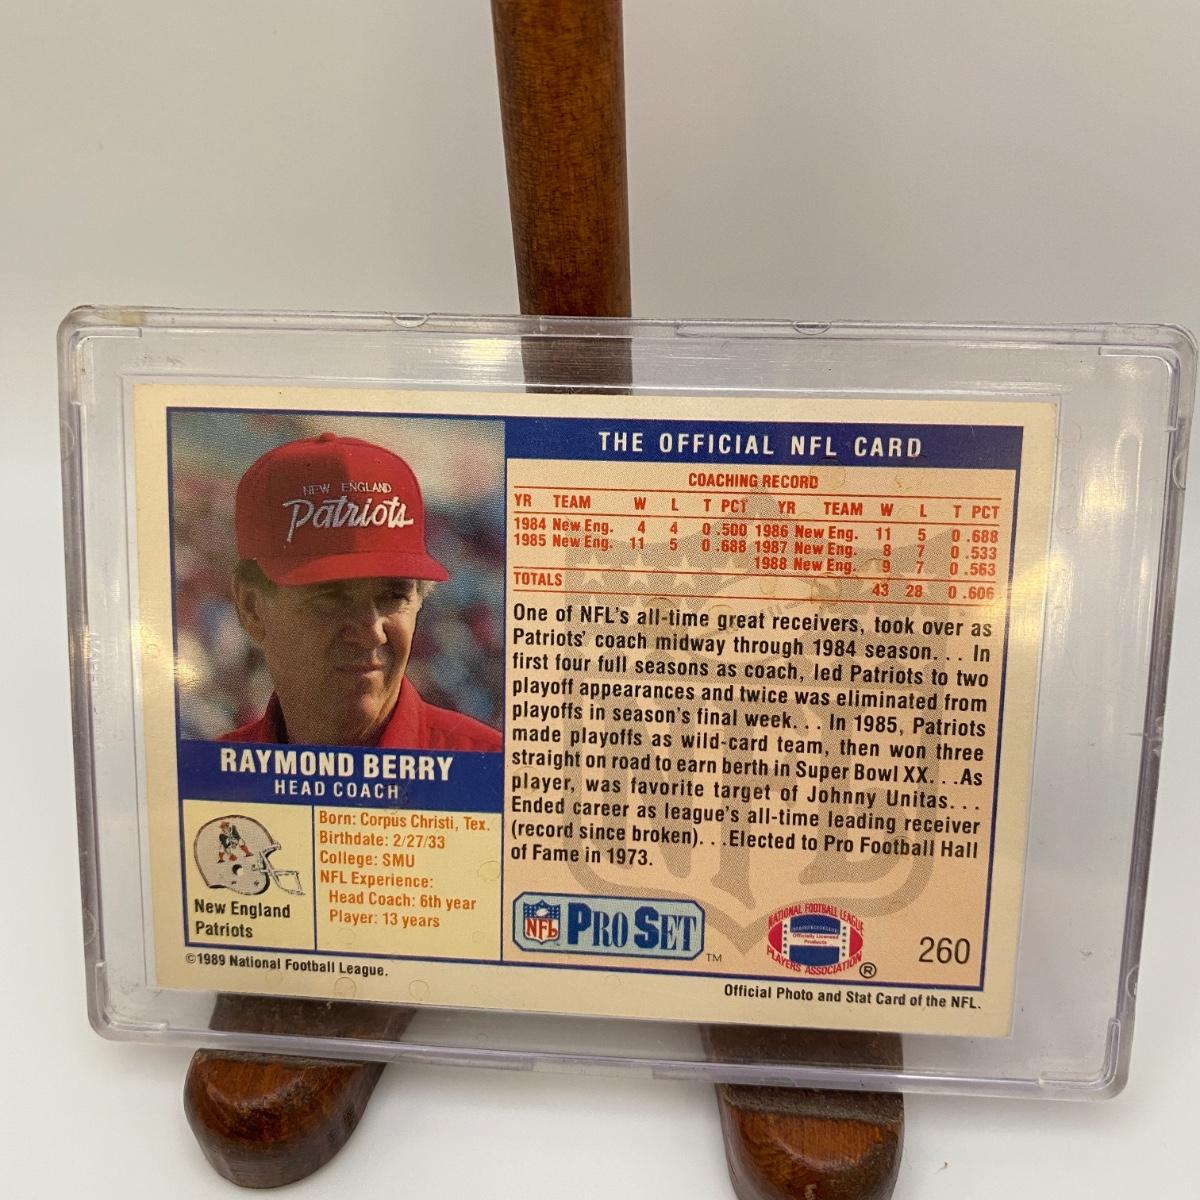 THE OFFICIAL NFL CARD
COACHING RECORD
YR TEAM W L T PCT YR TEAM W L T PCT
1984 New Eng. 4 4 0 .500 1986 New Eng. 11 5 0 .688
1985 New Eng. 11 5 0 .688 1987 New Eng. 8 7 0 .533
1988 New Eng. 9 7 0 .563
TOTALS 43 28 0 .606
One of NFL's all-time great receivers, took over as
Patriots' coach midway through 1984 season. . . In
first four full seasons as coach, led Patriots to two
playoff appearances and twice was eliminated from
playoffs in season's final week. . . In 1985, Patriots
made playoffs as wild-card team, then won three
straight on road to earn berth in Super Bowl XX. . .As
player, was favorite target of Johnny Unitas. . .
Ended career as league's all-time leading receiver
(record since broken). . .Elected to Pro Football Hall
of Fame in 1973.
NEW ENGLAND
Patriots
RAYMOND BERRY
HEAD COACH
New England
Patriots
Born: Corpus Christi, Tex.
Birthdate: 2/27/33
College: SMU
NFL Experience:
Head Coach: 6th year
Player: 13 years
NFL PRO SET TM
NATIONAL FOOTBALL LEAGUE
Officially Licensed
Products
PLAYERS ASSOCIATION ®
260
©1989 National Football League.
Official Photo and Stat Card of the NFL.
NFL